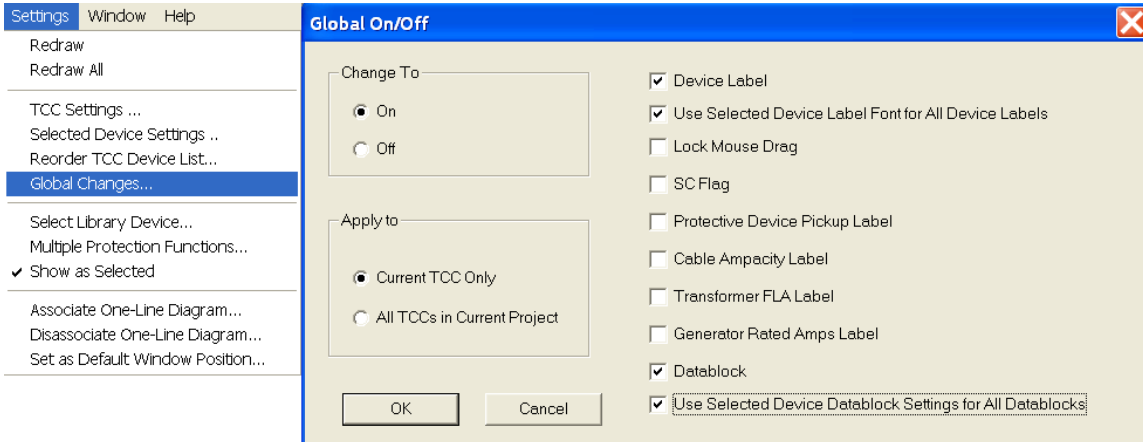 Settings Window Help
Redraw
Redraw All
TCC Settings ...
Selected Device Settings ..
Reorder TCC Device List...
Global Changes...
Select Library Device...
Multiple Protection Functions...
Show as Selected
Associate One-Line Diagram...
Disassociate One-Line Diagram...
Set as Default Window Position...
Global On/Off
Change To
On
Off
Apply to
Current TCC Only
All TCCs in Current Project
OK Cancel
Device Label
Use Selected Device Label Font for All Device Labels
Lock Mouse Drag
SC Flag
Protective Device Pickup Label
Cable Ampacity Label
Transformer FLA Label
Generator Rated Amps Label
Datablock
Use Selected Device Datablock Settings for All Datablocks